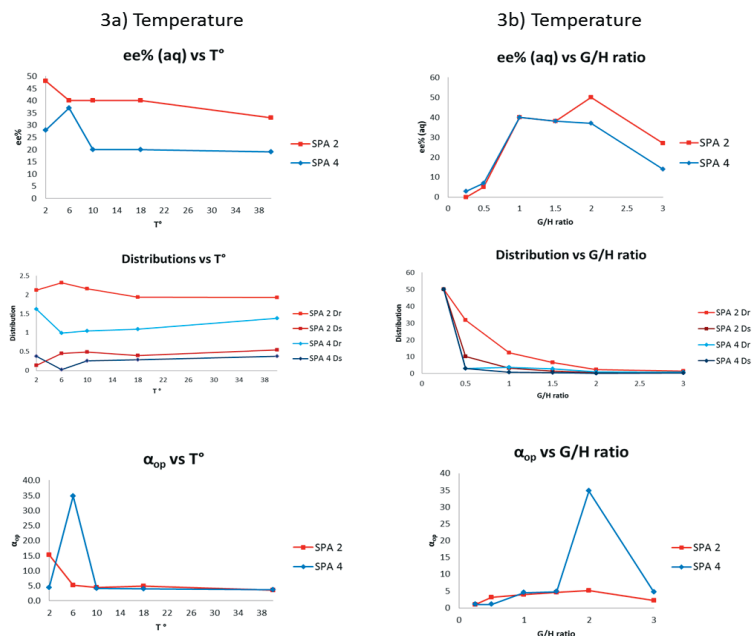 3a) Temperature
ee% (aq) vs T°
50
45
40
35
30
25
20
15
10
5
0
ee%
2 6 10 14 18 22 26 30 34 38
T°
SPA 2
SPA 4
Distributions vs T°
2.5
2
1.5
1
0.5
0
Distribution
2 6 10 14 18 22 26 30 34 38
T °
SPA 2 Dr
SPA 2 Ds
SPA 4 Dr
SPA 4 Ds
αop vs T°
40.0
35.0
30.0
25.0
20.0
15.0
10.0
5.0
0.0
αop
2 6 10 14 18 22 26 30 34 38
T °
SPA 2
SPA 4
3b) Temperature
ee% (aq) vs G/H ratio
60
50
40
30
20
10
0
ee% (aq)
0 0.5 1 1.5 2 2.5 3
G/H ratio
SPA 2
SPA 4
Distribution vs G/H ratio
60
50
40
30
20
10
0
Distribution
0 0.5 1 1.5 2 2.5 3
G/H ratio
SPA 2 Dr
SPA 2 Ds
SPA 4 Dr
SPA 4 Ds
αop vs G/H ratio
40
35
30
25
20
15
10
5
0
αop
0 0.5 1 1.5 2 2.5 3
G/H ratio
SPA 2
SPA 4